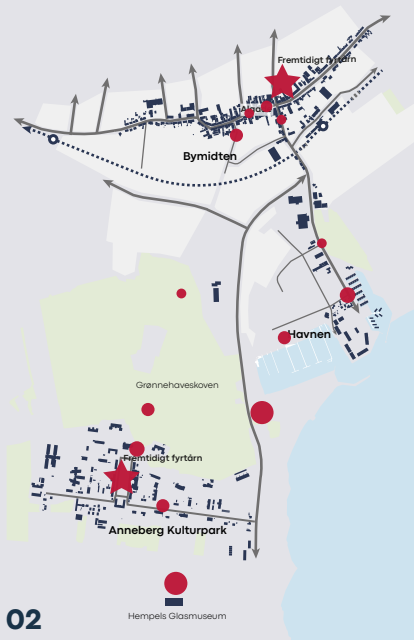 Fremtidigt fyrtårn
Bymidten
Havnen
Grønnehaveskoven
Fremtidigt fyrtårn
Anneberg Kulturpark
Hempels Glasmuseum
02